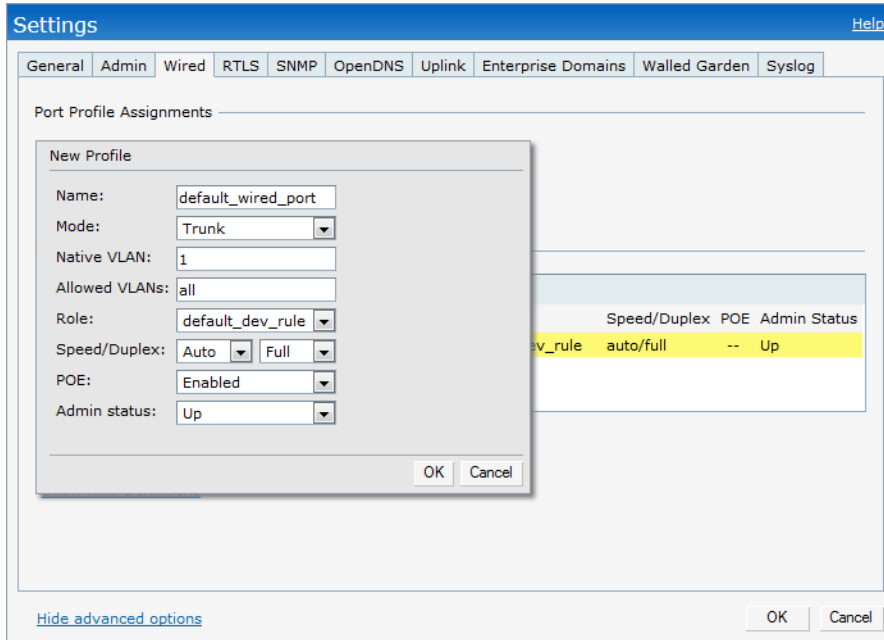 Settings
Help
General Admin Wired RTLS SNMP OpenDNS Uplink Enterprise Domains Walled Garden Syslog
Port Profile Assignments
New Profile
Name: default_wired_port
Mode: Trunk
Native VLAN: 1
Allowed VLANs: all
Role: default_dev_rule
Speed/Duplex: Auto Full
POE: Enabled
Admin status: Up
OK Cancel
Speed/Duplex POE Admin Status
ev_rule auto/full -- Up
Hide advanced options
OK Cancel